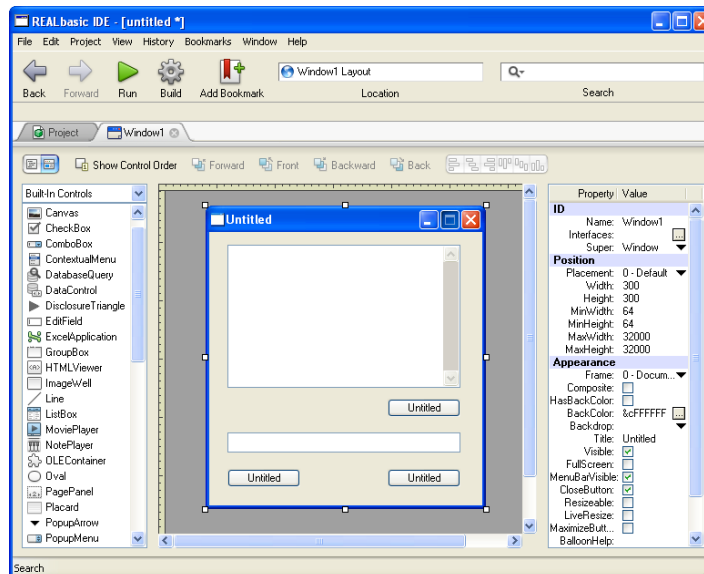 REALbasic IDE - [untitled *]
File Edit Project View History Bookmarks Window Help
Window1 Layout
Back Forward Run Build Add Bookmark Location Search
Project Window1
Show Control Order Forward Front Backward Back
Built-In Controls
Canvas
CheckBox
ComboBox
ContextualMenu
DatabaseQuery
DataControl
DisclosureTriangle
EditField
ExcelApplication
GroupBox
HTMLViewer
ImageWell
Line
ListBox
MoviePlayer
NotePlayer
OLEContainer
Oval
PagePanel
Placard
PopupArrow
PopupMenu
Untitled
Untitled
Untitled Untitled
Property Value
ID
Name: Window1
Interfaces: ...
Super: Window
Position
Placement: 0 - Default
Width: 300
Height: 300
MinWidth: 64
MinHeight: 64
MaxWidth: 32000
MaxHeight: 32000
Appearance
Frame: 0 - Docum...
Composite:
HasBackColor:
BackColor: &cFFFFFF ...
Backdrop:
Title: Untitled
Visible:
FullScreen:
MenuBarVisible:
CloseButton:
Resizeable:
LiveResize:
MaximizeButt...
BalloonHelp:
Search